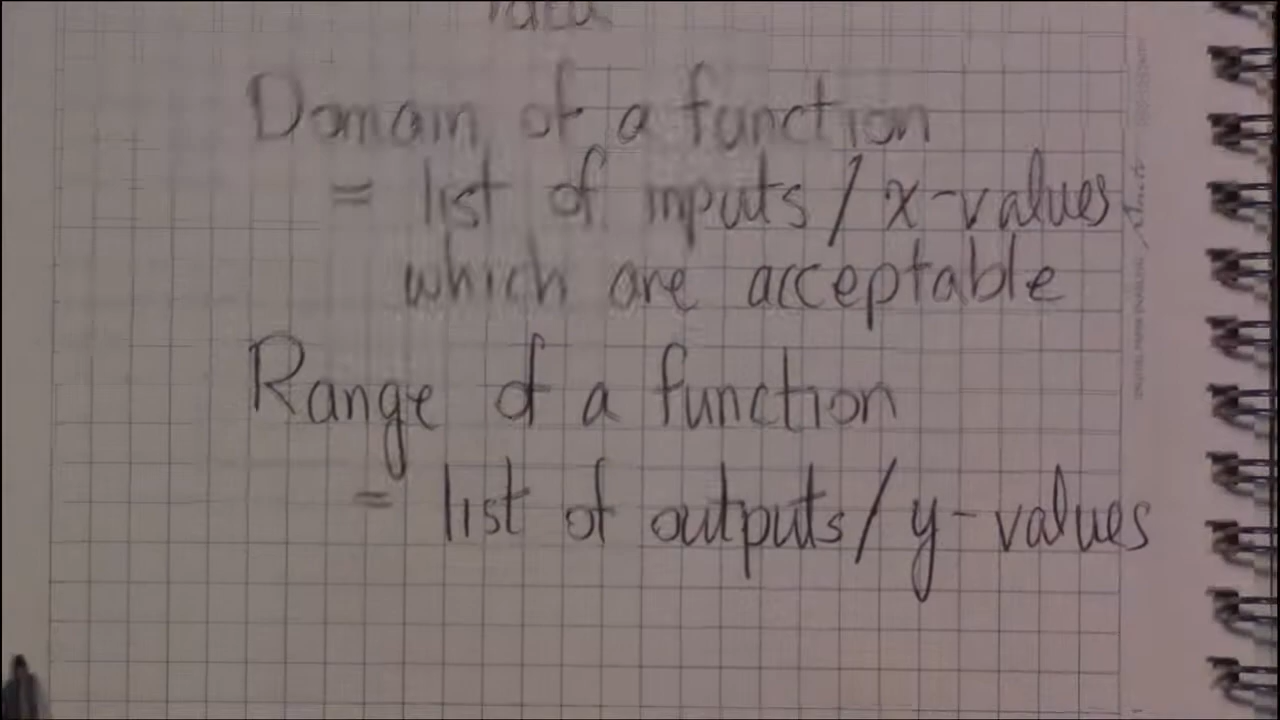 Domain of a function
= list of inputs / x-values
which are acceptable
Range of a function
= list of outputs / y-values